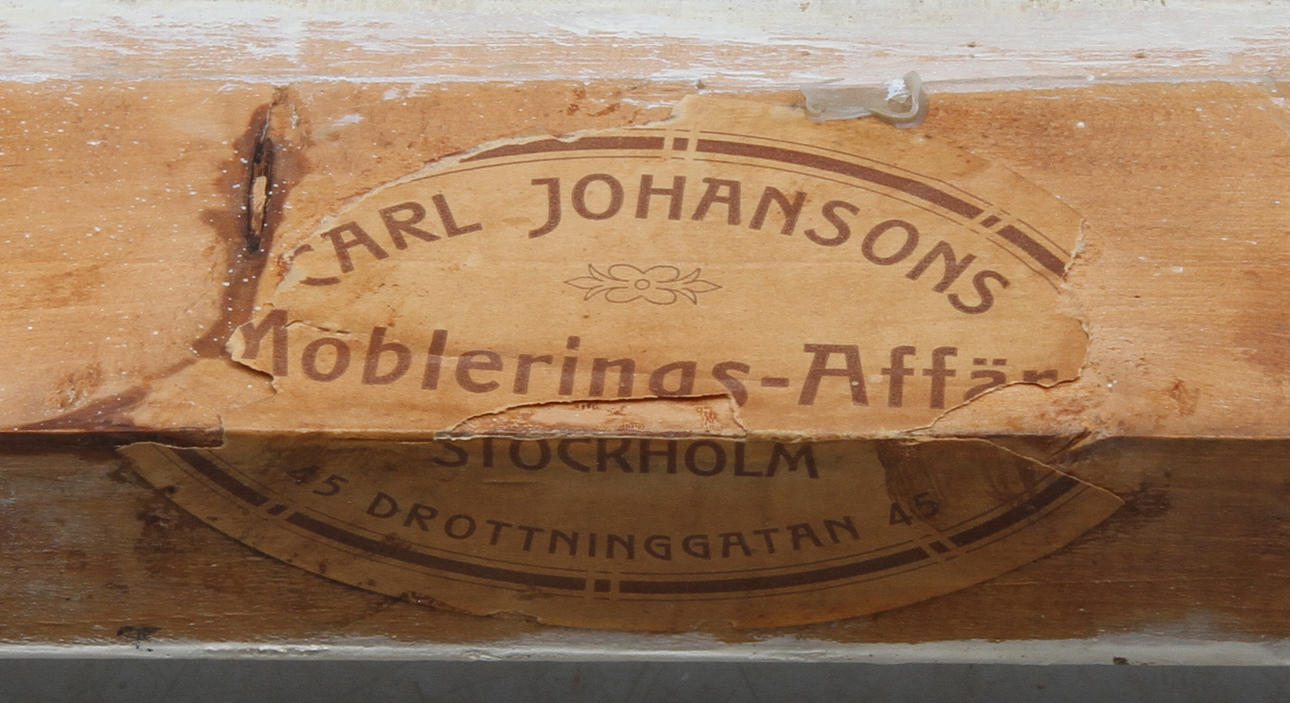 CARL JOHANSONS
Möblerings-Affär
STOCKHOLM
45 DROTTNINGGATAN 45